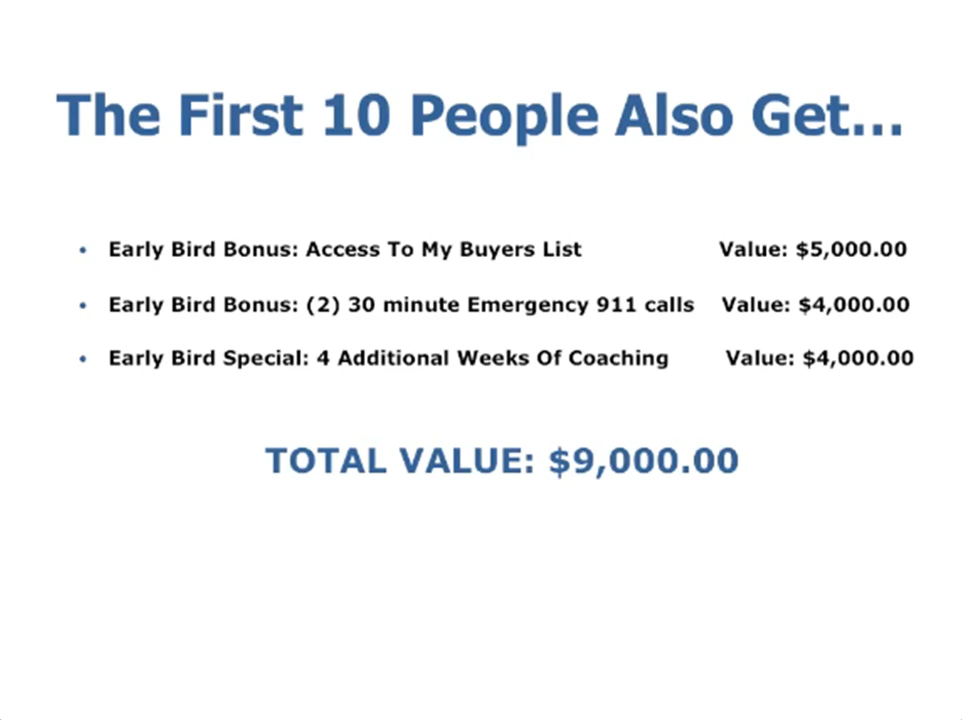 The First 10 People Also Get...
• Early Bird Bonus: Access To My Buyers List Value: $5,000.00
• Early Bird Bonus: (2) 30 minute Emergency 911 calls Value: $4,000.00
• Early Bird Special: 4 Additional Weeks Of Coaching Value: $4,000.00
TOTAL VALUE: $9,000.00